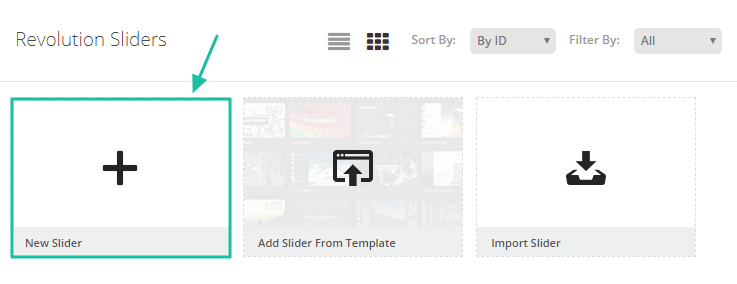 Revolution Sliders
Sort By: By ID Filter By: All
New Slider
Add Slider From Template
Import Slider